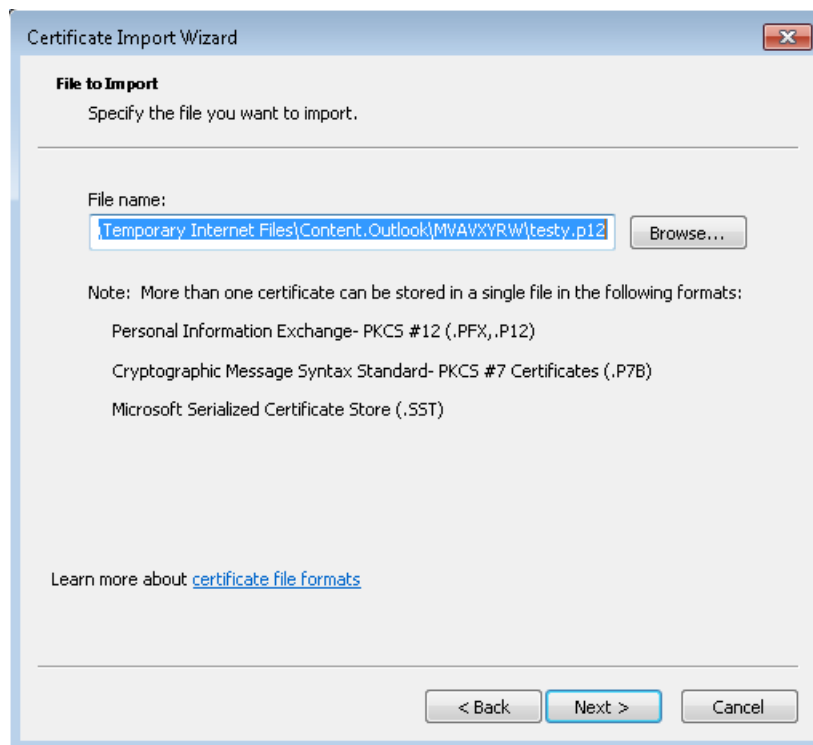 Certificate Import Wizard
File to Import
Specify the file you want to import.
File name:
\Temporary Internet Files\Content.Outlook\MVAVXYRW\testy.p12
Browse...
Note: More than one certificate can be stored in a single file in the following formats:
Personal Information Exchange- PKCS #12 (.PFX,.P12)
Cryptographic Message Syntax Standard- PKCS #7 Certificates (.P7B)
Microsoft Serialized Certificate Store (.SST)
Learn more about certificate file formats
< Back
Next >
Cancel